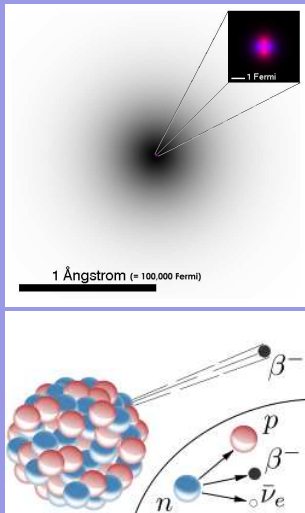 1 Fermi
1 Ångstrom (= 100,000 Fermi)
β⁻
p
β⁻
n
ν̄ₑ